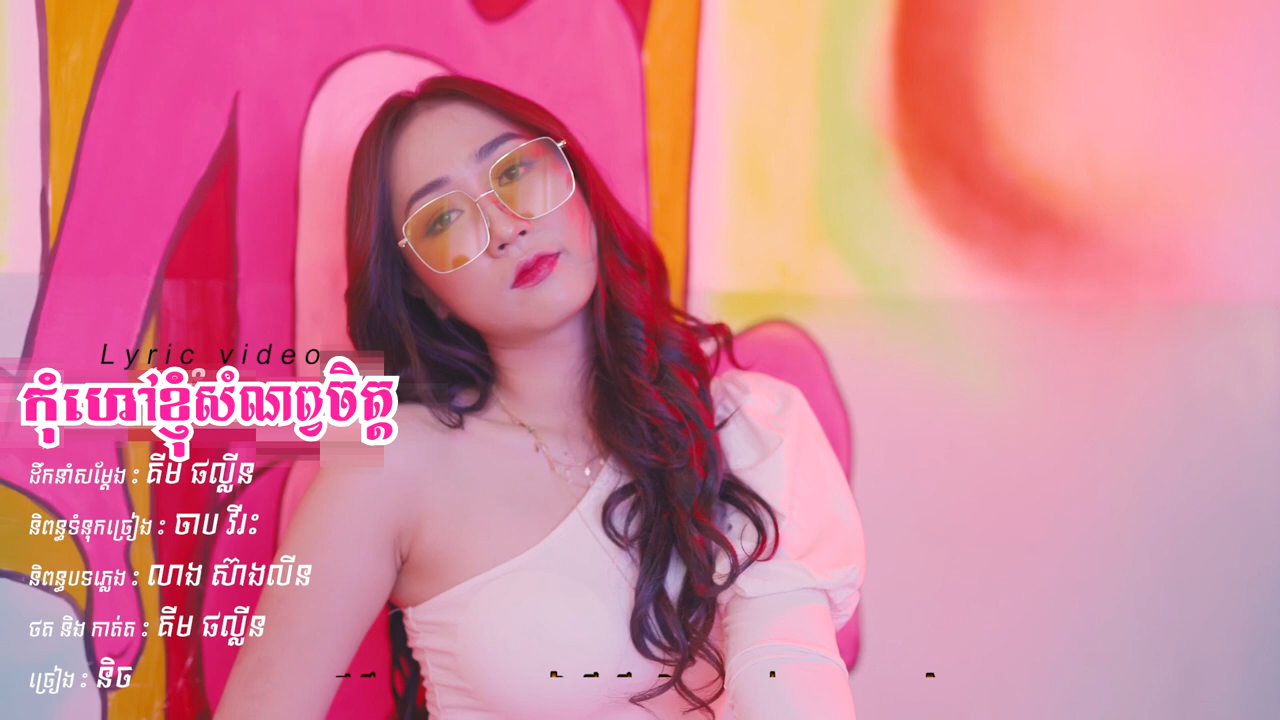 Lyric video
កុំហៅខ្ញុំសំណព្វចិត្ត
ដឹកនាំសម្ដែង : គីម ផល្លីន
និពន្ធទំនុកច្រៀង : ចាប វីរះ
និពន្ធបទភ្លេង : លាង ស៊ាងលីន
ថត និង កាត់ត : គីម ផល្លីន
ច្រៀង : និច